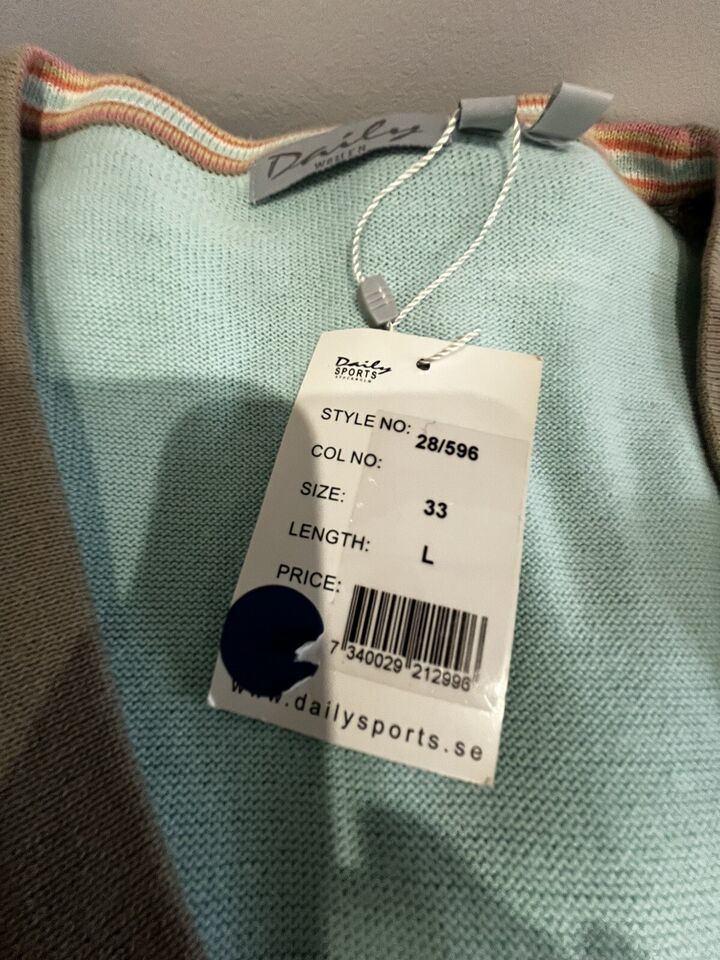 Daily
WOMEN
Daily
SPORTS
STOCKHOLM
STYLE NO: 28/596
COL NO:
SIZE: 33
LENGTH: L
PRICE:
7 340029 212996
www.dailysports.se